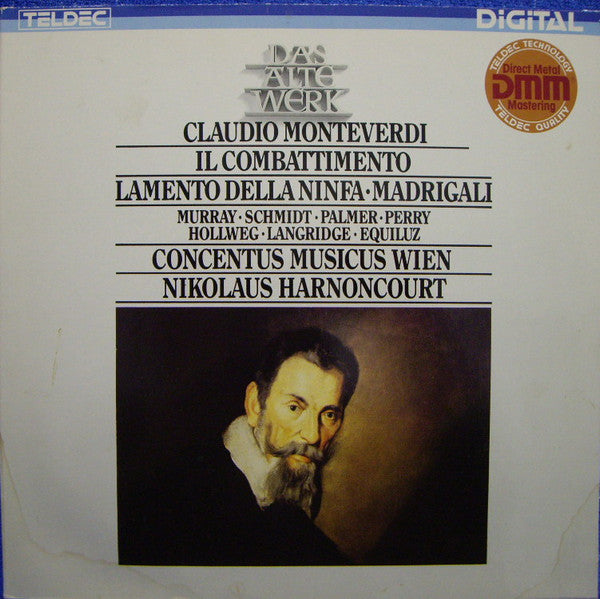 TELDEC
DIGITAL
DAS
ALTE
WERK
TELDEC TECHNOLOGY
Direct Metal
DMM
Mastering
TELDEC QUALITY
CLAUDIO MONTEVERDI
IL COMBATTIMENTO
LAMENTO DELLA NINFA·MADRIGALI
MURRAY·SCHMIDT·PALMER·PERRY
HOLLWEG·LANGRIDGE·EQUILUZ
CONCENTUS MUSICUS WIEN
NIKOLAUS HARNONCOURT